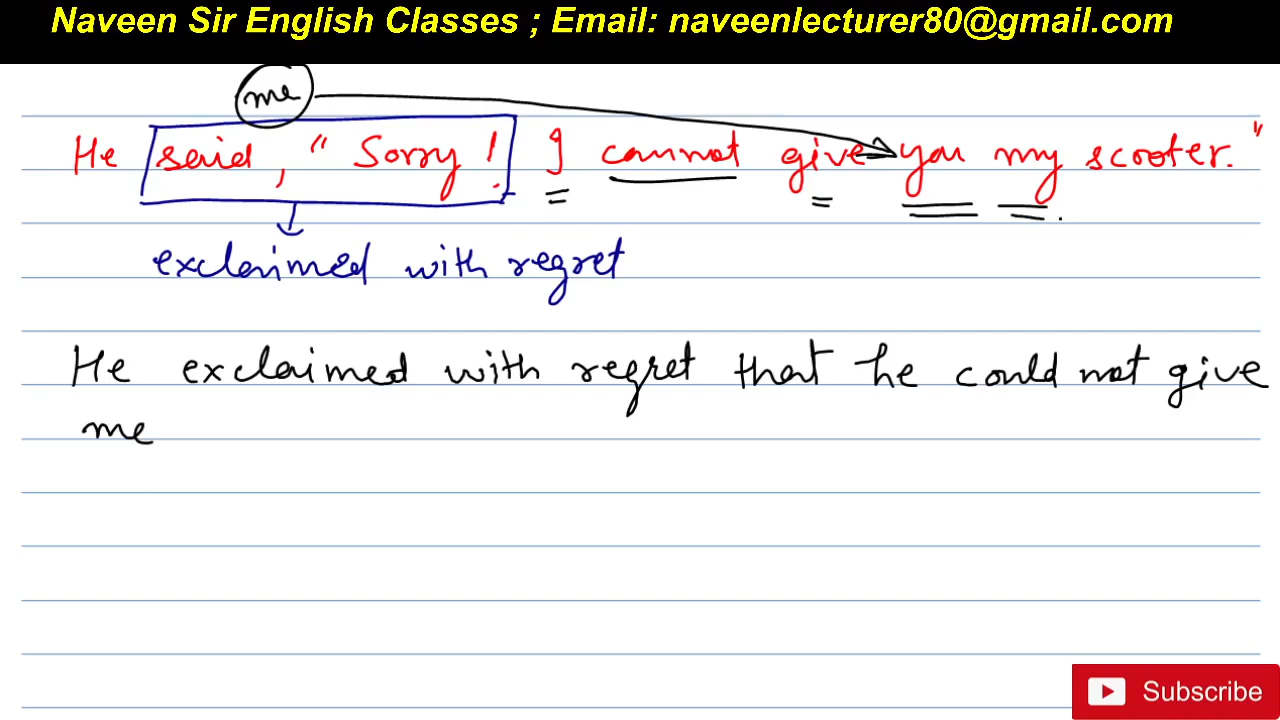 Naveen Sir English Classes ; Email: naveenlecturer80@gmail.com
me
He said, " Sorry ! I cannot give you my scooter."
exclaimed with regret
He exclaimed with regret that he could not give
me
Subscribe